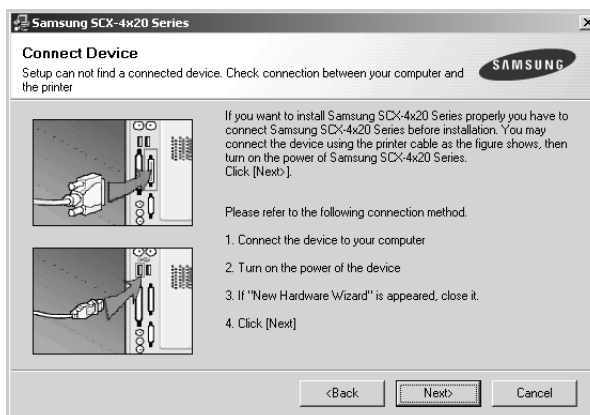 Samsung SCX-4x20 Series
Connect Device
Setup can not find a connected device. Check connection between your computer and
the printer
SAMSUNG
If you want to install Samsung SCX-4x20 Series properly you have to
connect Samsung SCX-4x20 Series before installation. You may
connect the device using the printer cable as the figure shows, then
turn on the power of Samsung SCX-4x20 Series.
Click [Next>].
Please refer to the following connection method.
1. Connect the device to your computer
2. Turn on the power of the device
3. If "New Hardware Wizard" is appeared, close it.
4. Click [Next]
<Back
Next>
Cancel